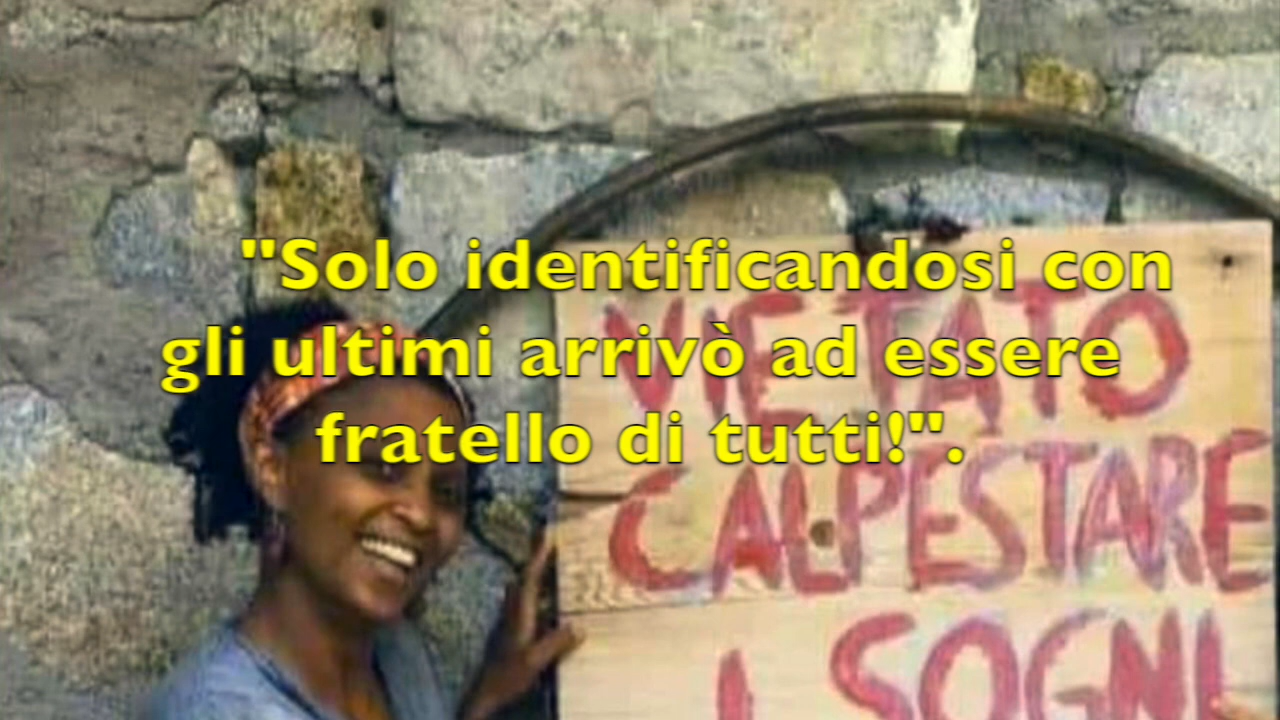 "Solo identificandosi con
gli ultimi arrivò ad essere
fratello di tutti!".
VIETATO
CALPESTARE
I SOGNI